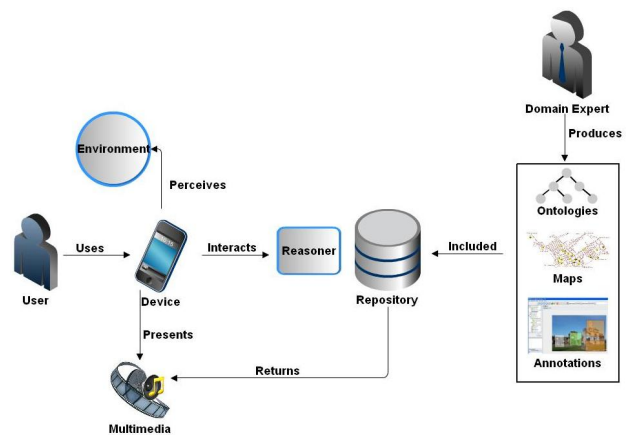 Domain Expert
Produces
Environment
Perceives
Ontologies
Uses
Interacts
Reasoner
Included
Maps
User
Device
Repository
Presents
Annotations
Returns
Multimedia